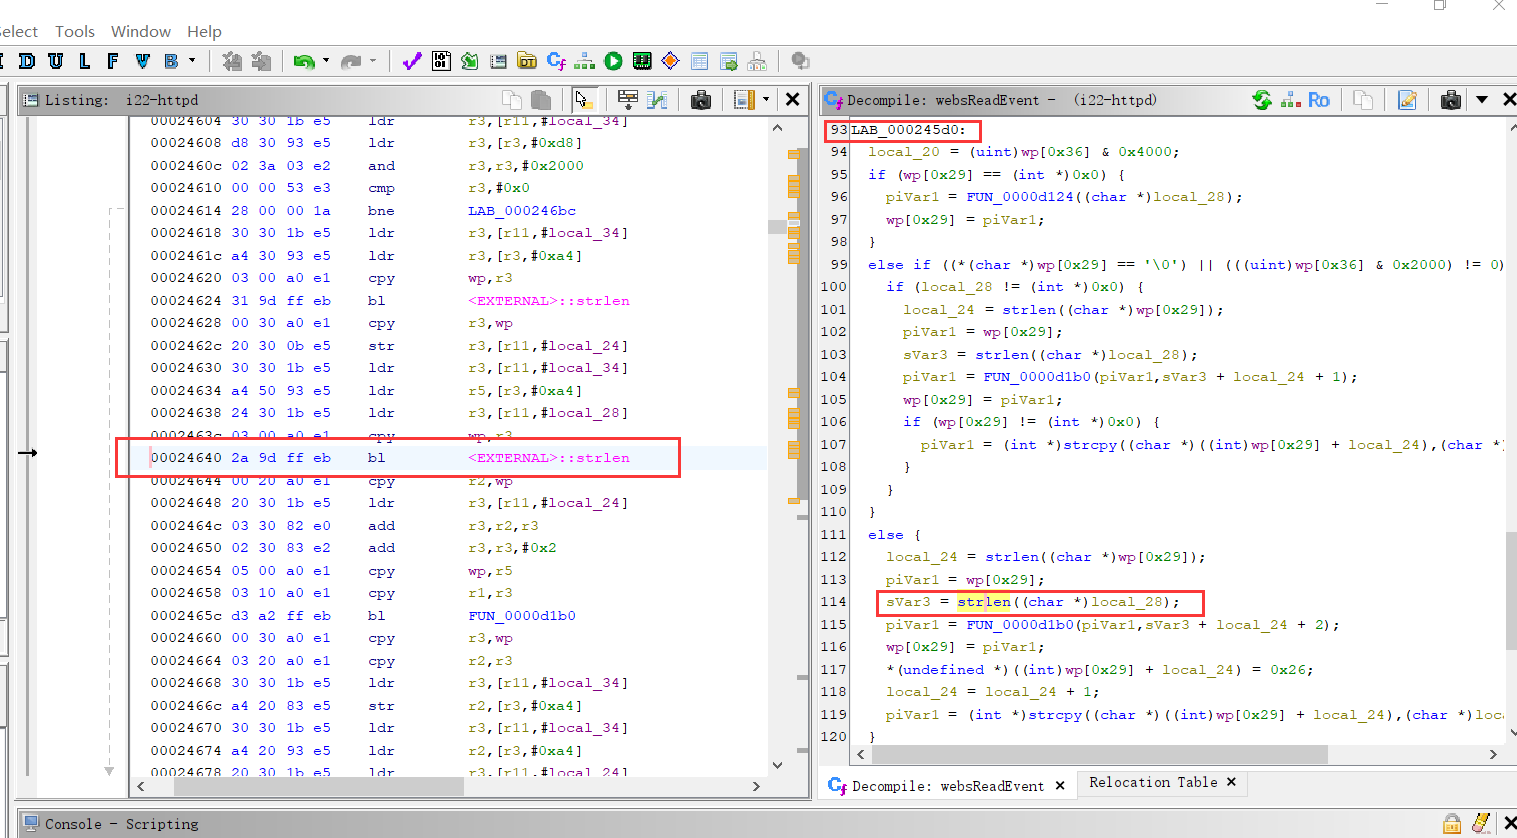 elect Tools Window Help
I D U L F V B
Listing: i22-httpd
00024604 30 30 1b e5 ldr r3,[r11,#local_34]
00024608 d8 30 93 e5 ldr r3,[r3,#0xd8]
0002460c 02 3a 03 e2 and r3,r3,#0x2000
00024610 00 00 53 e3 cmp r3,#0x0
00024614 28 00 00 1a bne LAB_000246bc
00024618 30 30 1b e5 ldr r3,[r11,#local_34]
0002461c a4 30 93 e5 ldr r3,[r3,#0xa4]
00024620 03 00 a0 e1 cpy wp,r3
00024624 31 9d ff eb bl <EXTERNAL>::strlen
00024628 00 30 a0 e1 cpy r3,wp
0002462c 20 30 0b e5 str r3,[r11,#local_24]
00024630 30 30 1b e5 ldr r3,[r11,#local_34]
00024634 a4 50 93 e5 ldr r5,[r3,#0xa4]
00024638 24 30 1b e5 ldr r3,[r11,#local_28]
0002463c 03 00 a0 e1 cpy wp,r3
00024640 2a 9d ff eb bl <EXTERNAL>::strlen
00024644 00 20 a0 e1 cpy r2,wp
00024648 20 30 1b e5 ldr r3,[r11,#local_24]
0002464c 03 30 82 e0 add r3,r2,r3
00024650 02 30 83 e2 add r3,r3,#0x2
00024654 05 00 a0 e1 cpy wp,r5
00024658 03 10 a0 e1 cpy r1,r3
0002465c d3 a2 ff eb bl FUN_0000d1b0
00024660 00 30 a0 e1 cpy r3,wp
00024664 03 20 a0 e1 cpy r2,r3
00024668 30 30 1b e5 ldr r3,[r11,#local_34]
0002466c a4 20 83 e5 str r2,[r3,#0xa4]
00024670 30 30 1b e5 ldr r3,[r11,#local_34]
00024674 a4 20 93 e5 ldr r2,[r3,#0xa4]
00024678 20 30 1b e5 ldr r3,[r11,#local_24]
Decompile: websReadEvent - (i22-httpd)
Ro
93 LAB_000245d0:
94 local_20 = (uint)wp[0x36] & 0x4000;
95 if (wp[0x29] == (int *)0x0) {
96 piVar1 = FUN_0000d124((char *)local_28);
97 wp[0x29] = piVar1;
98 }
99 else if ((*(char *)wp[0x29] == '\0') || (((uint)wp[0x36] & 0x2000) != 0)
100 if (local_28 != (int *)0x0) {
101 local_24 = strlen((char *)wp[0x29]);
102 piVar1 = wp[0x29];
103 sVar3 = strlen((char *)local_28);
104 piVar1 = FUN_0000d1b0(piVar1,sVar3 + local_24 + 1);
105 wp[0x29] = piVar1;
106 if (wp[0x29] != (int *)0x0) {
107 piVar1 = (int *)strcpy((char *)((int)wp[0x29] + local_24),(char *)
108 }
109 }
110 }
111 else {
112 local_24 = strlen((char *)wp[0x29]);
113 piVar1 = wp[0x29];
114 sVar3 = strlen((char *)local_28);
115 piVar1 = FUN_0000d1b0(piVar1,sVar3 + local_24 + 2);
116 wp[0x29] = piVar1;
117 *(undefined *)((int)wp[0x29] + local_24) = 0x26;
118 local_24 = local_24 + 1;
119 piVar1 = (int *)strcpy((char *)((int)wp[0x29] + local_24),(char *)loc
120 }
Decompile: websReadEvent Relocation Table
Console - Scripting